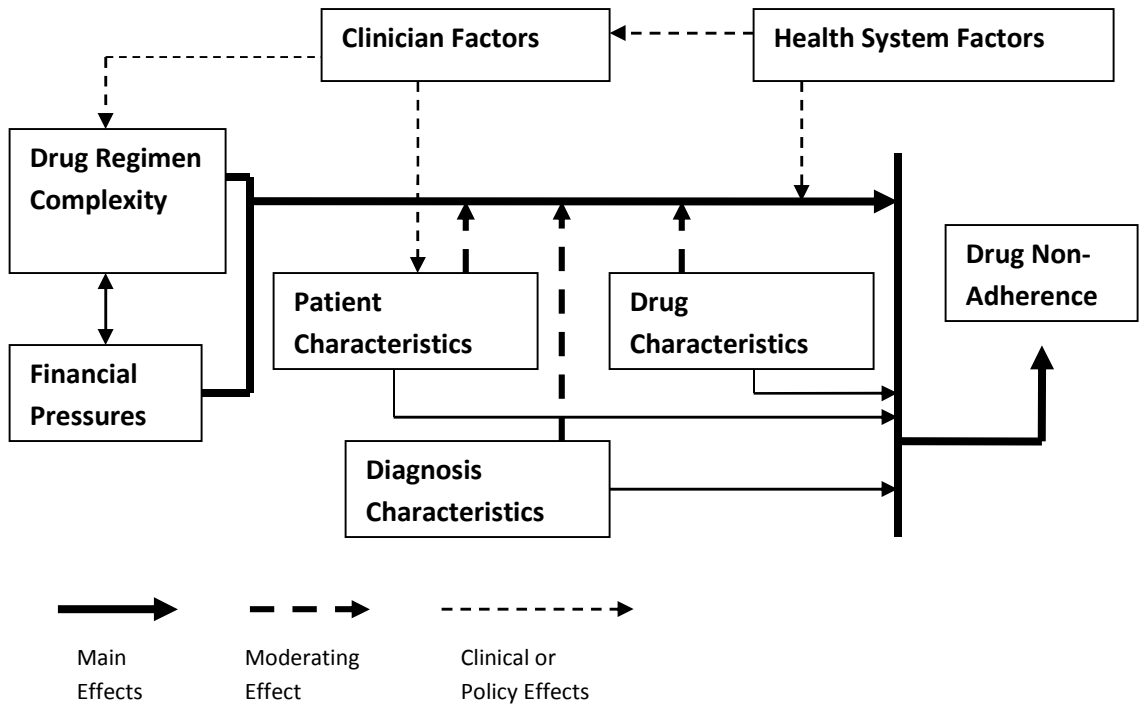 Clinician Factors
Health System Factors
Drug Regimen
Complexity
Drug Non-
Adherence
Patient
Characteristics
Drug
Characteristics
Financial
Pressures
Diagnosis
Characteristics
Main
Effects
Moderating
Effect
Clinical or
Policy Effects